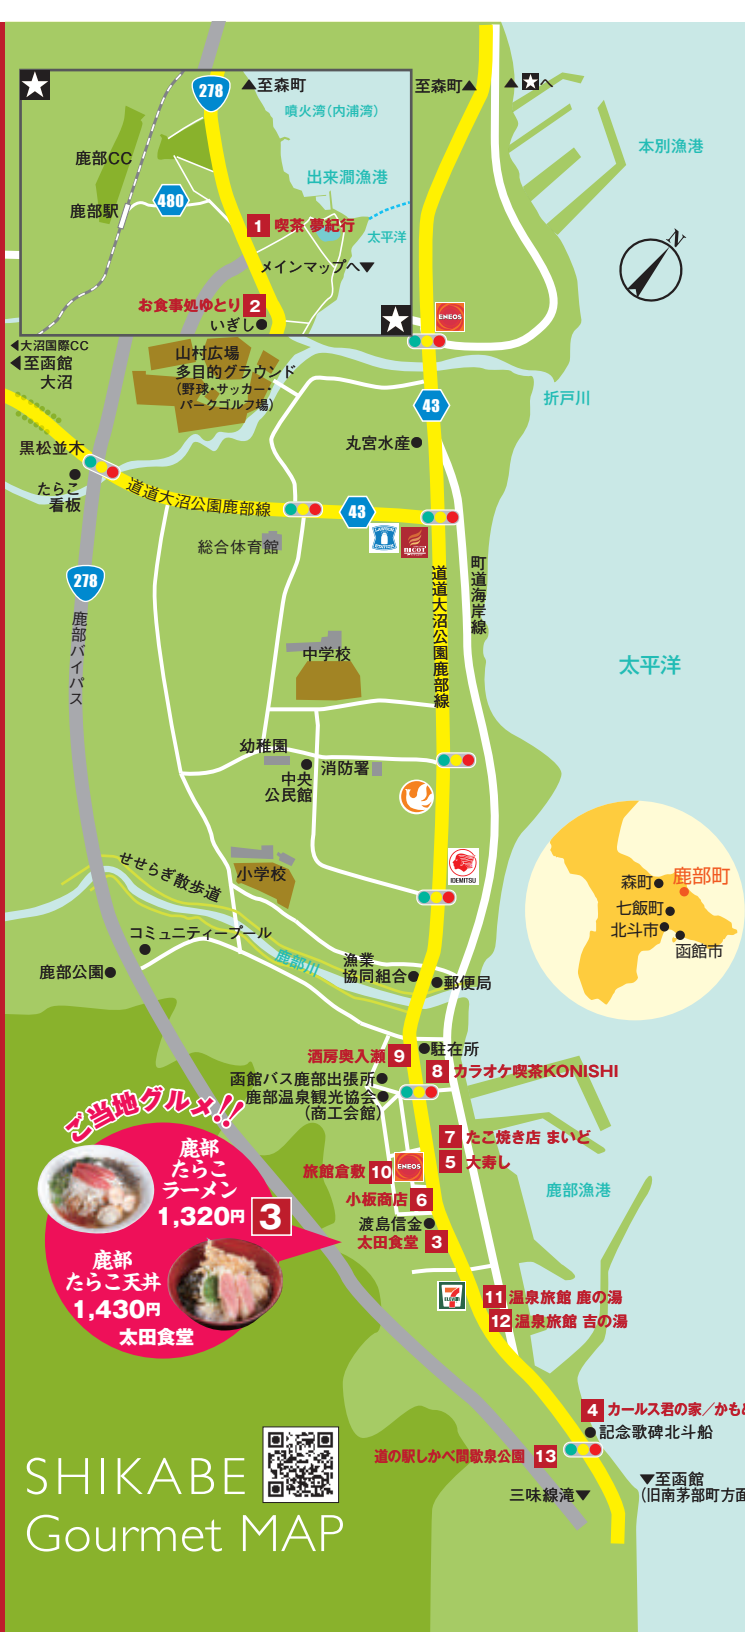 278
▲至森町
噴火湾(内浦湾)
鹿部CC
480
出来澗漁港
鹿部駅
1 喫茶 夢紀行
太平洋
メインマップへ▼
お食事処ゆとり 2
いぎし●
至森町▲
▲★へ
本別漁港
N
ENEOS
◀大沼国際CC
◀至函館
大沼
山村広場
多目的グラウンド
(野球・サッカー・
パークゴルフ場)
43
折戸川
黒松並木
丸宮水産●
たらこ
看板
道道大沼公園鹿部線
43
総合体育館
NICOT
278
鹿部バイパス
道道大沼公園鹿部線
町道海岸線
中学校
太平洋
幼稚園
中央
公民館
消防署
IDEMITSU
せせらぎ散歩道
小学校
鹿部町
森町●
七飯町●
北斗市●
函館市
コミュニティープール
鹿部公園●
鹿部川
漁業
協同組合●
●郵便局
酒房奥入瀬 9
●駐在所
8 カラオケ喫茶KONISHI
函館バス鹿部出張所●
鹿部温泉観光協会●
(商工会館)
7 たこ焼き店 まいど
5 大寿し
旅館倉敷 10
ENEOS
小板商店 6
鹿部漁港
渡島信金●
太田食堂 3
ご当地グルメ!!
鹿部
たらこ
ラーメン
1,320円
3
鹿部
たらこ天丼
1,430円
太田食堂
11 温泉旅館 鹿の湯
12 温泉旅館 吉の湯
4 カールス君の家/かも
●記念歌碑北斗船
道の駅しかべ間歇泉公園 13
▼至函館
(旧南茅部町方面
三味線滝▼
SHIKABE
Gourmet MAP